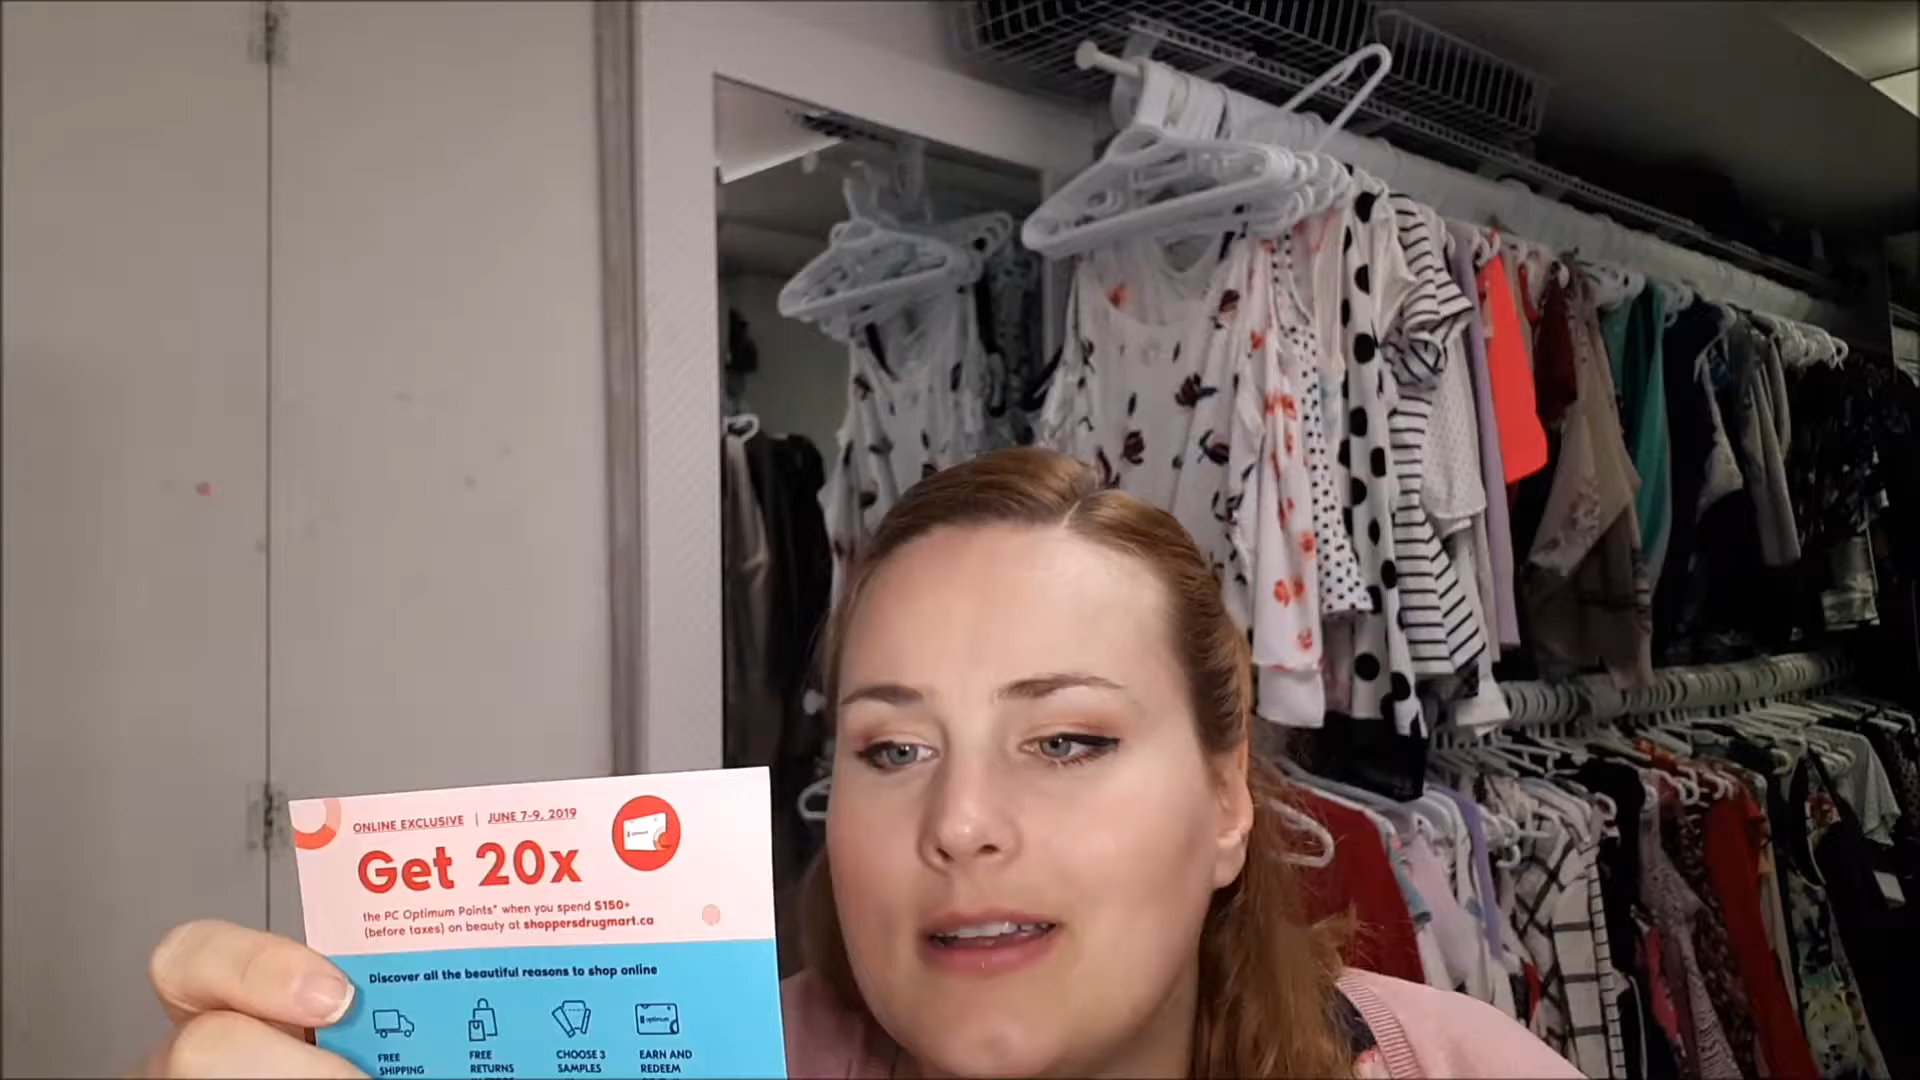 ONLINE EXCLUSIVE | JUNE 7-9, 2019
Get 20x
the PC Optimum Points* when you spend $150+
(before taxes) on beauty at shoppersdrugmart.ca
Discover all the beautiful reasons to shop online
FREE SHIPPING
FREE RETURNS
CHOOSE 3 SAMPLES
optimum
EARN AND REDEEM